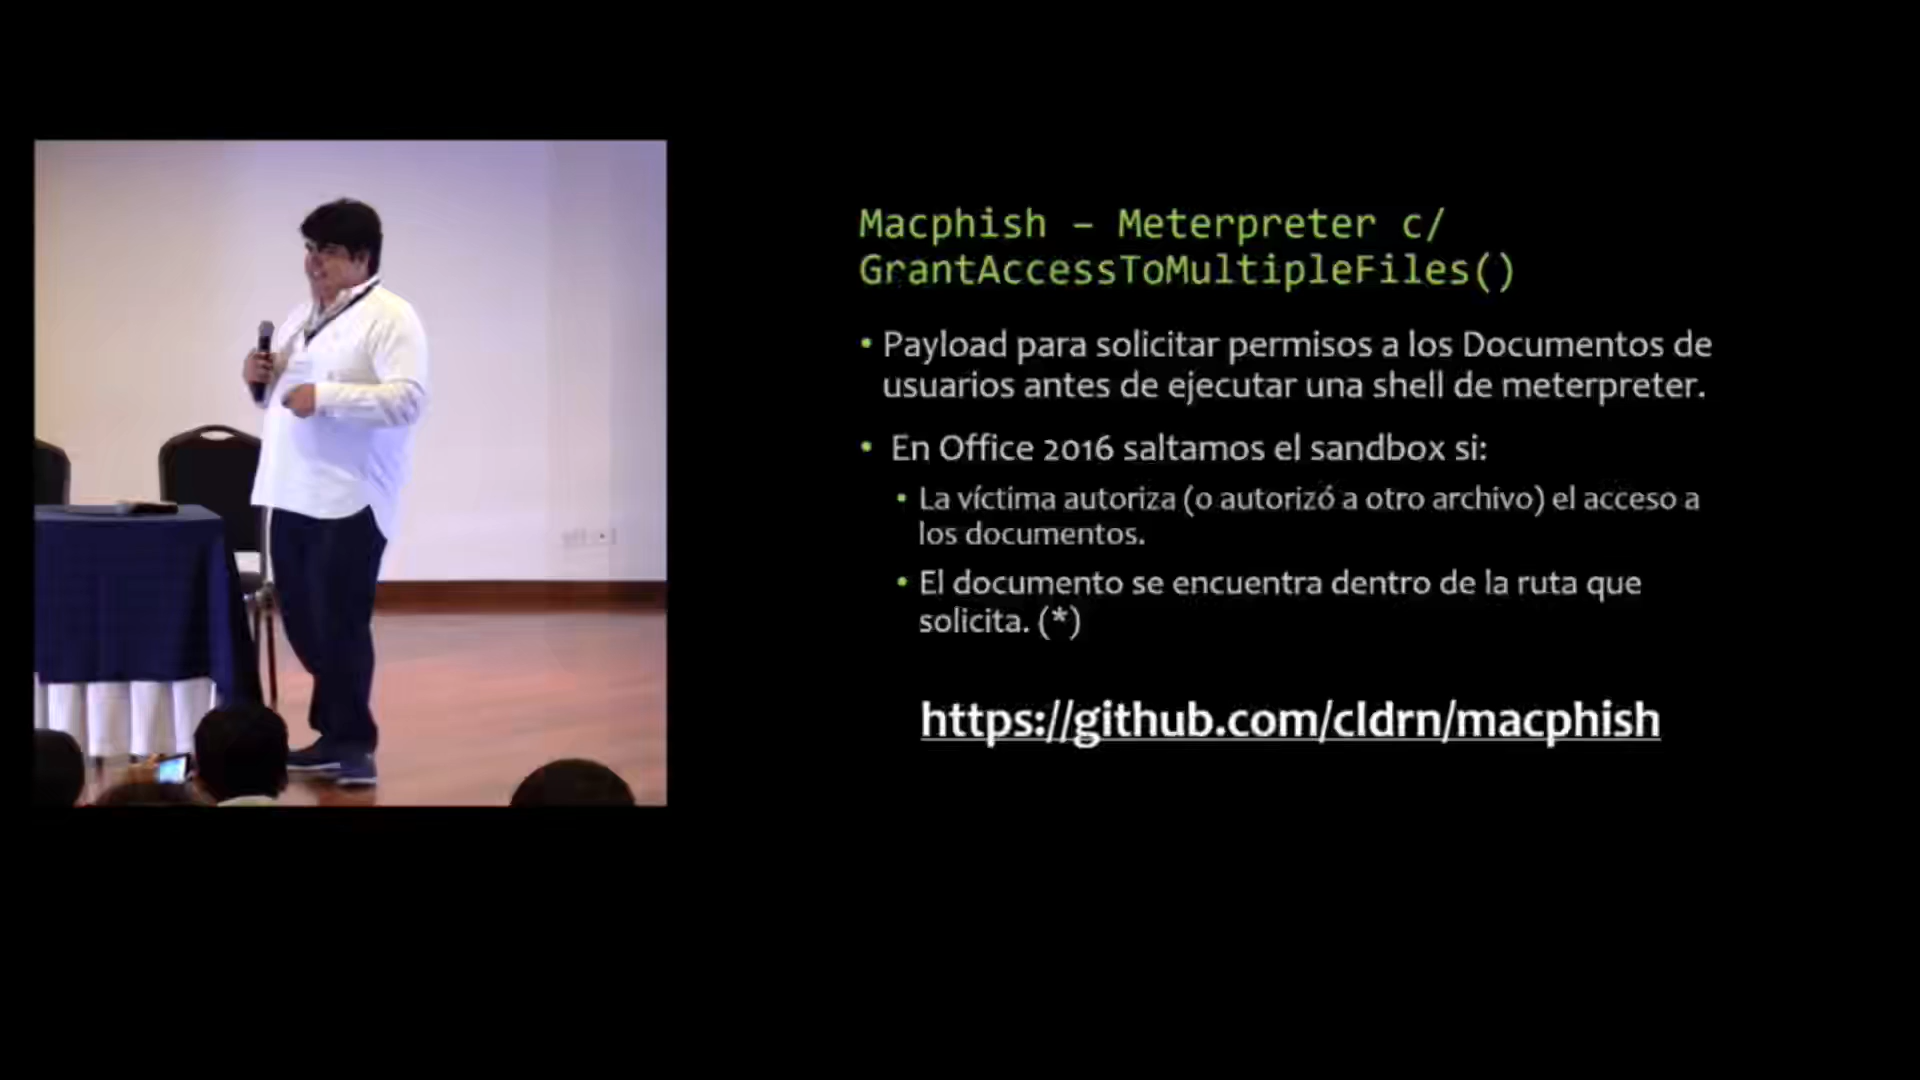 Macphish – Meterpreter c/
GrantAccessToMultipleFiles()
• Payload para solicitar permisos a los Documentos de
usuarios antes de ejecutar una shell de meterpreter.
• En Office 2016 saltamos el sandbox si:
• La víctima autoriza (o autorizó a otro archivo) el acceso a
los documentos.
• El documento se encuentra dentro de la ruta que
solicita. (*)
https://github.com/cldrn/macphish